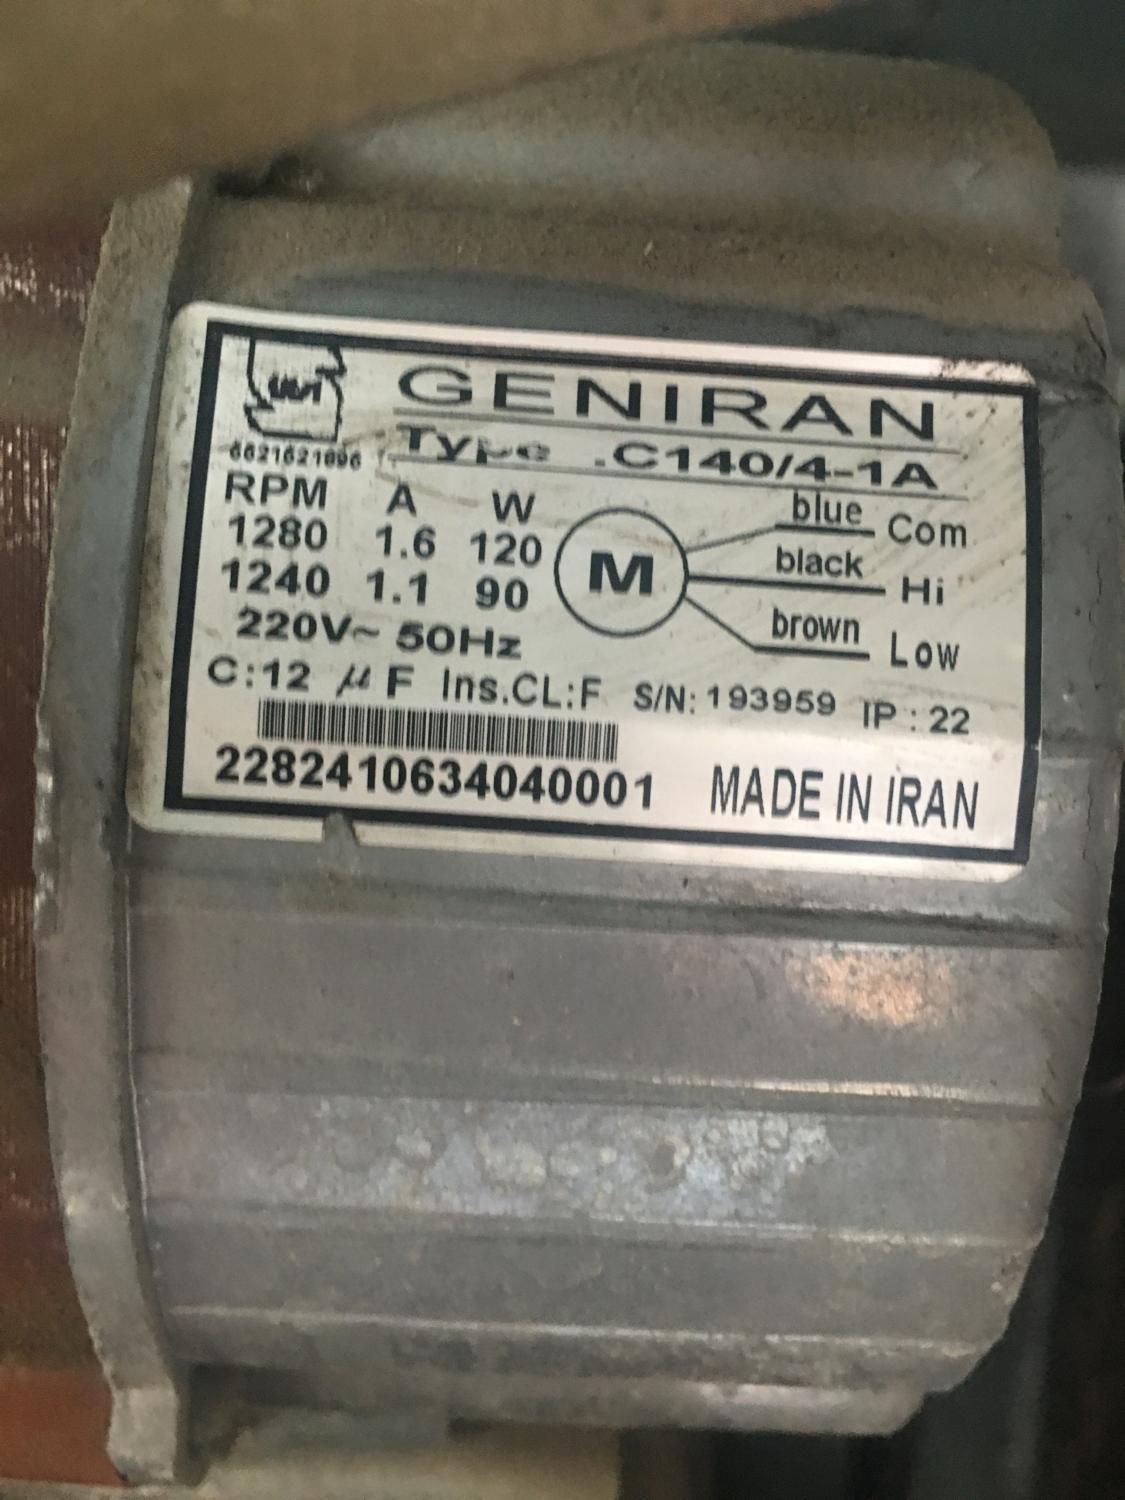 GENIRAN
Type .C140/4-1A
6621621696
RPM A W
1280 1.6 120
1240 1.1 90
220V~ 50Hz
M
blue Com
black Hi
brown Low
C:12 µF Ins.CL:F S/N: 193959 IP : 22
2282410634040001 MADE IN IRAN